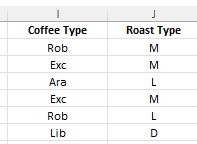 I J
Coffee Type Roast Type
Rob M
Exc M
Ara L
Exc M
Rob L
Lib D